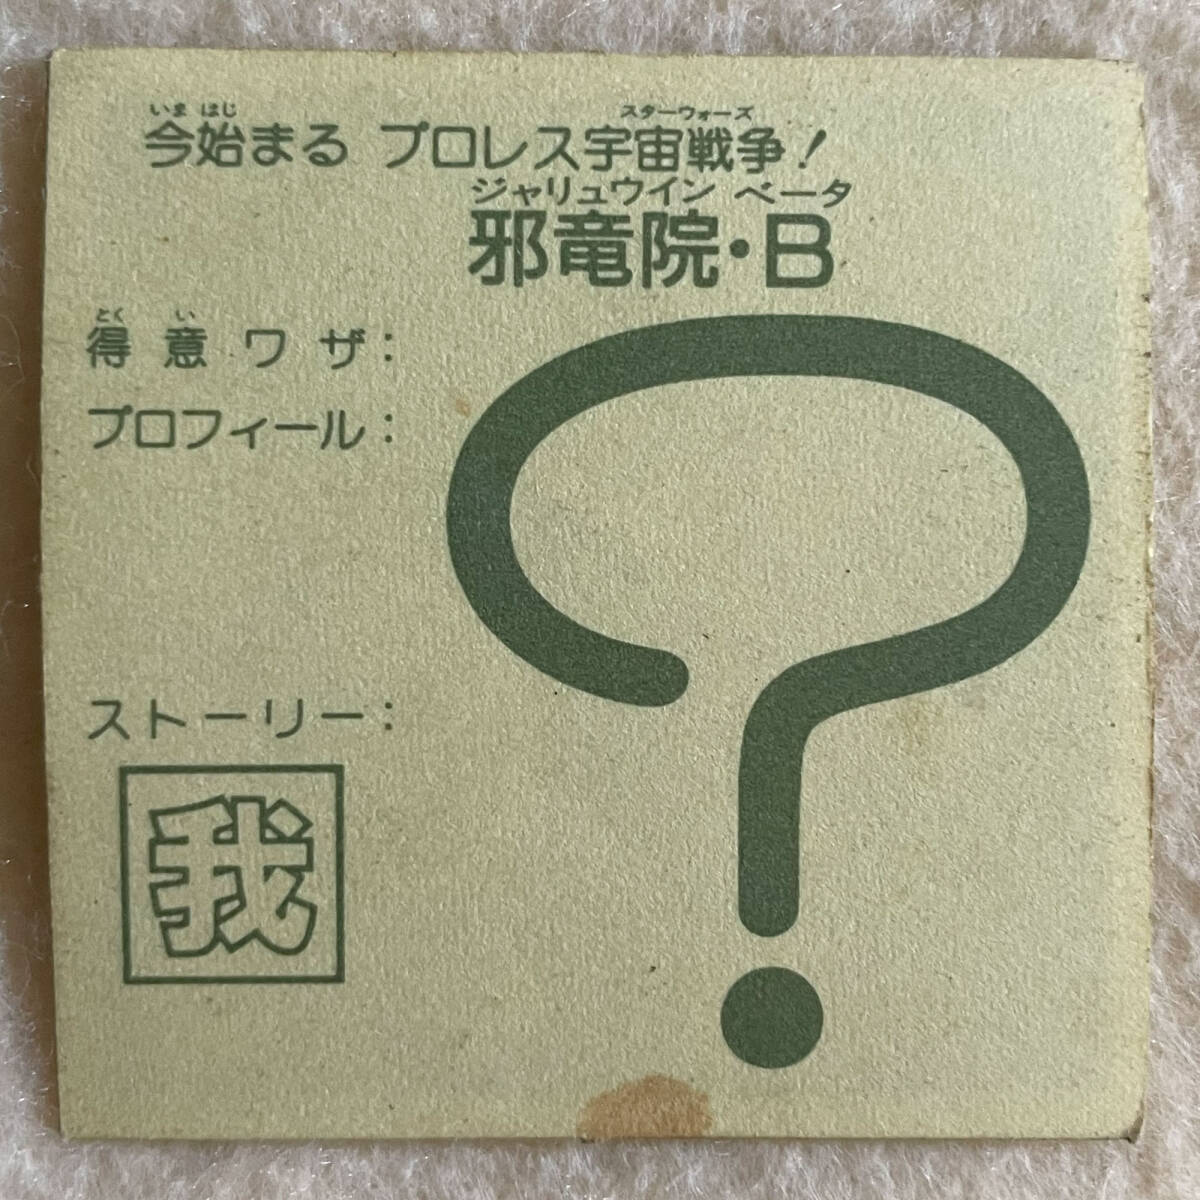 いま はじ スターウォーズ
今始まる プロレス宇宙戦争!
ジャリュウイン ベータ
邪竜院・B
とく い
得意ワザ:
プロフィール:
?
ストーリー:
我